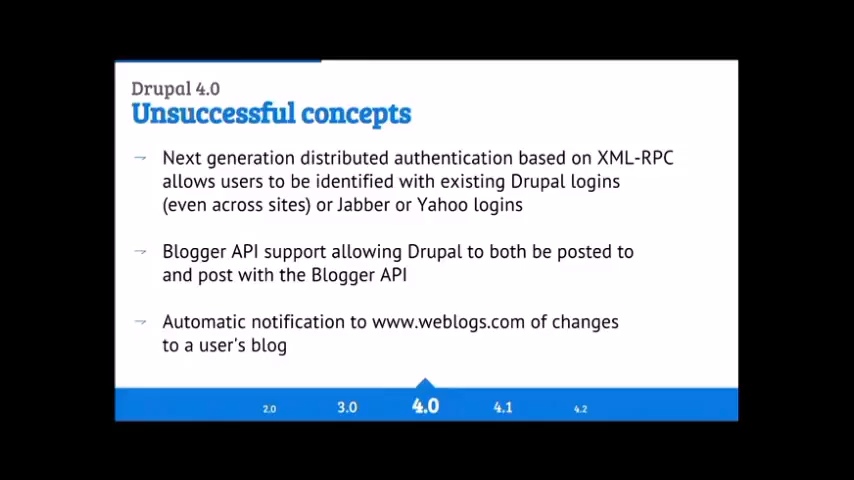 Drupal 4.0
Unsuccessful concepts
→ Next generation distributed authentication based on XML-RPC
allows users to be identified with existing Drupal logins
(even across sites) or Jabber or Yahoo logins
→ Blogger API support allowing Drupal to both be posted to
and post with the Blogger API
→ Automatic notification to www.weblogs.com of changes
to a user's blog
2.0 3.0 4.0 4.1 4.2